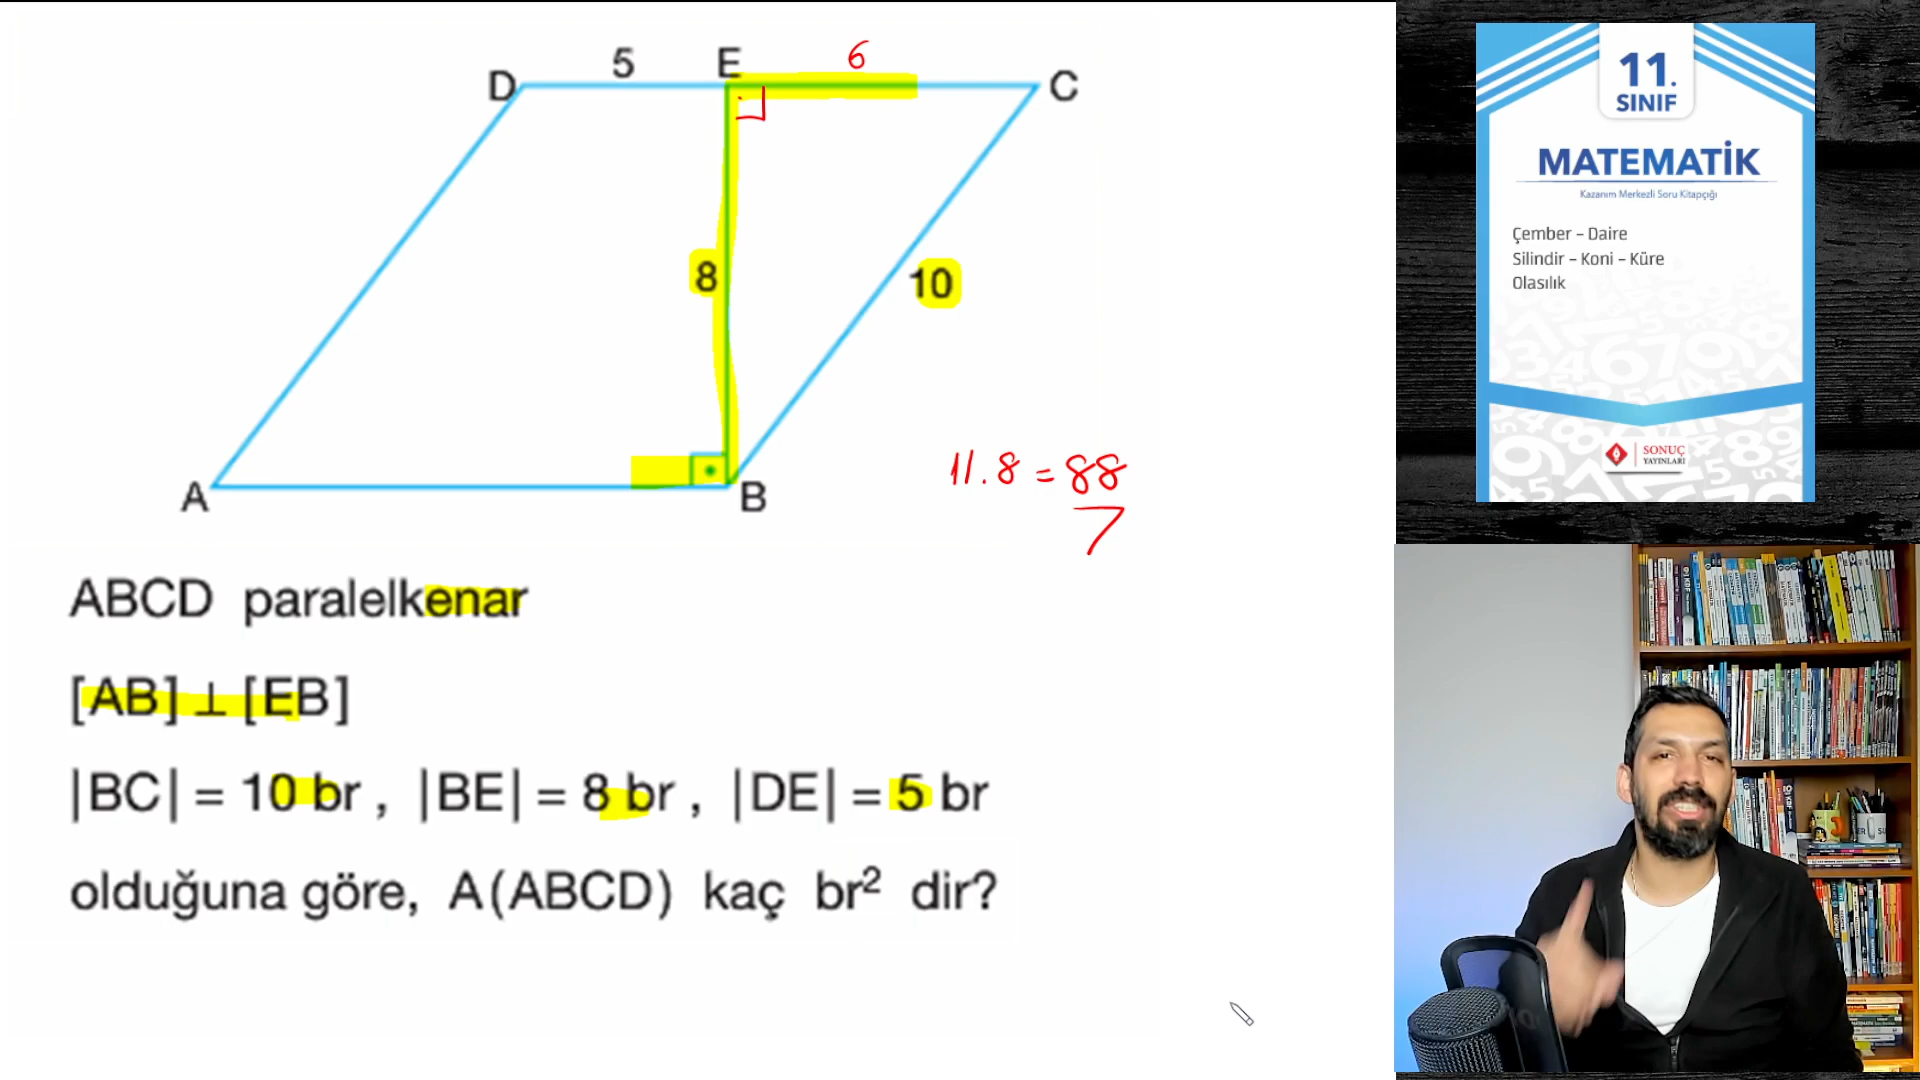 5 E 6
D C
8
10
A B
11.8 = 88
ABCD paralelkenar
[AB] ⊥ [EB]
|BC| = 10 br , |BE| = 8 br , |DE| = 5 br
olduğuna göre, A(ABCD) kaç br² dir?
11.
SINIF
MATEMATİK
Kazanım Merkezli Soru Kitapçığı
Çember – Daire
Silindir – Koni – Küre
Olasılık
SONUÇ
YAYINLARI